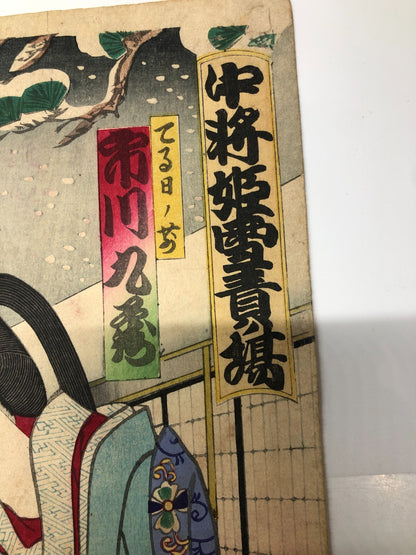 中将姫雪責ノ場
てる日ノ前
市川九蔵